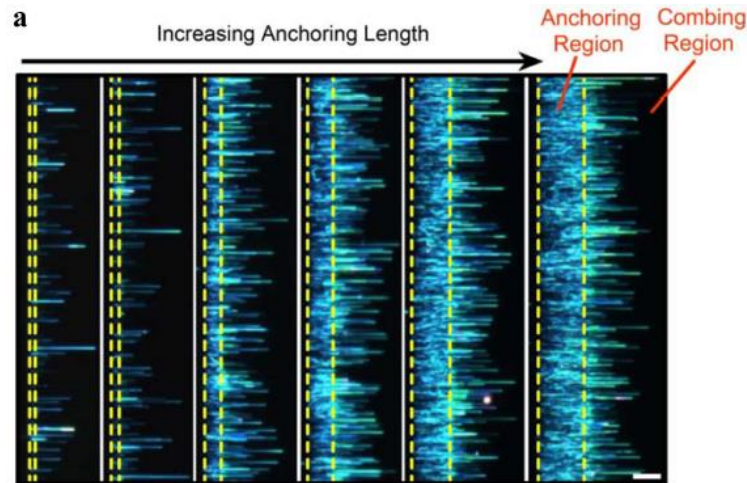 a
Increasing Anchoring Length
Anchoring
Region
Combing
Region